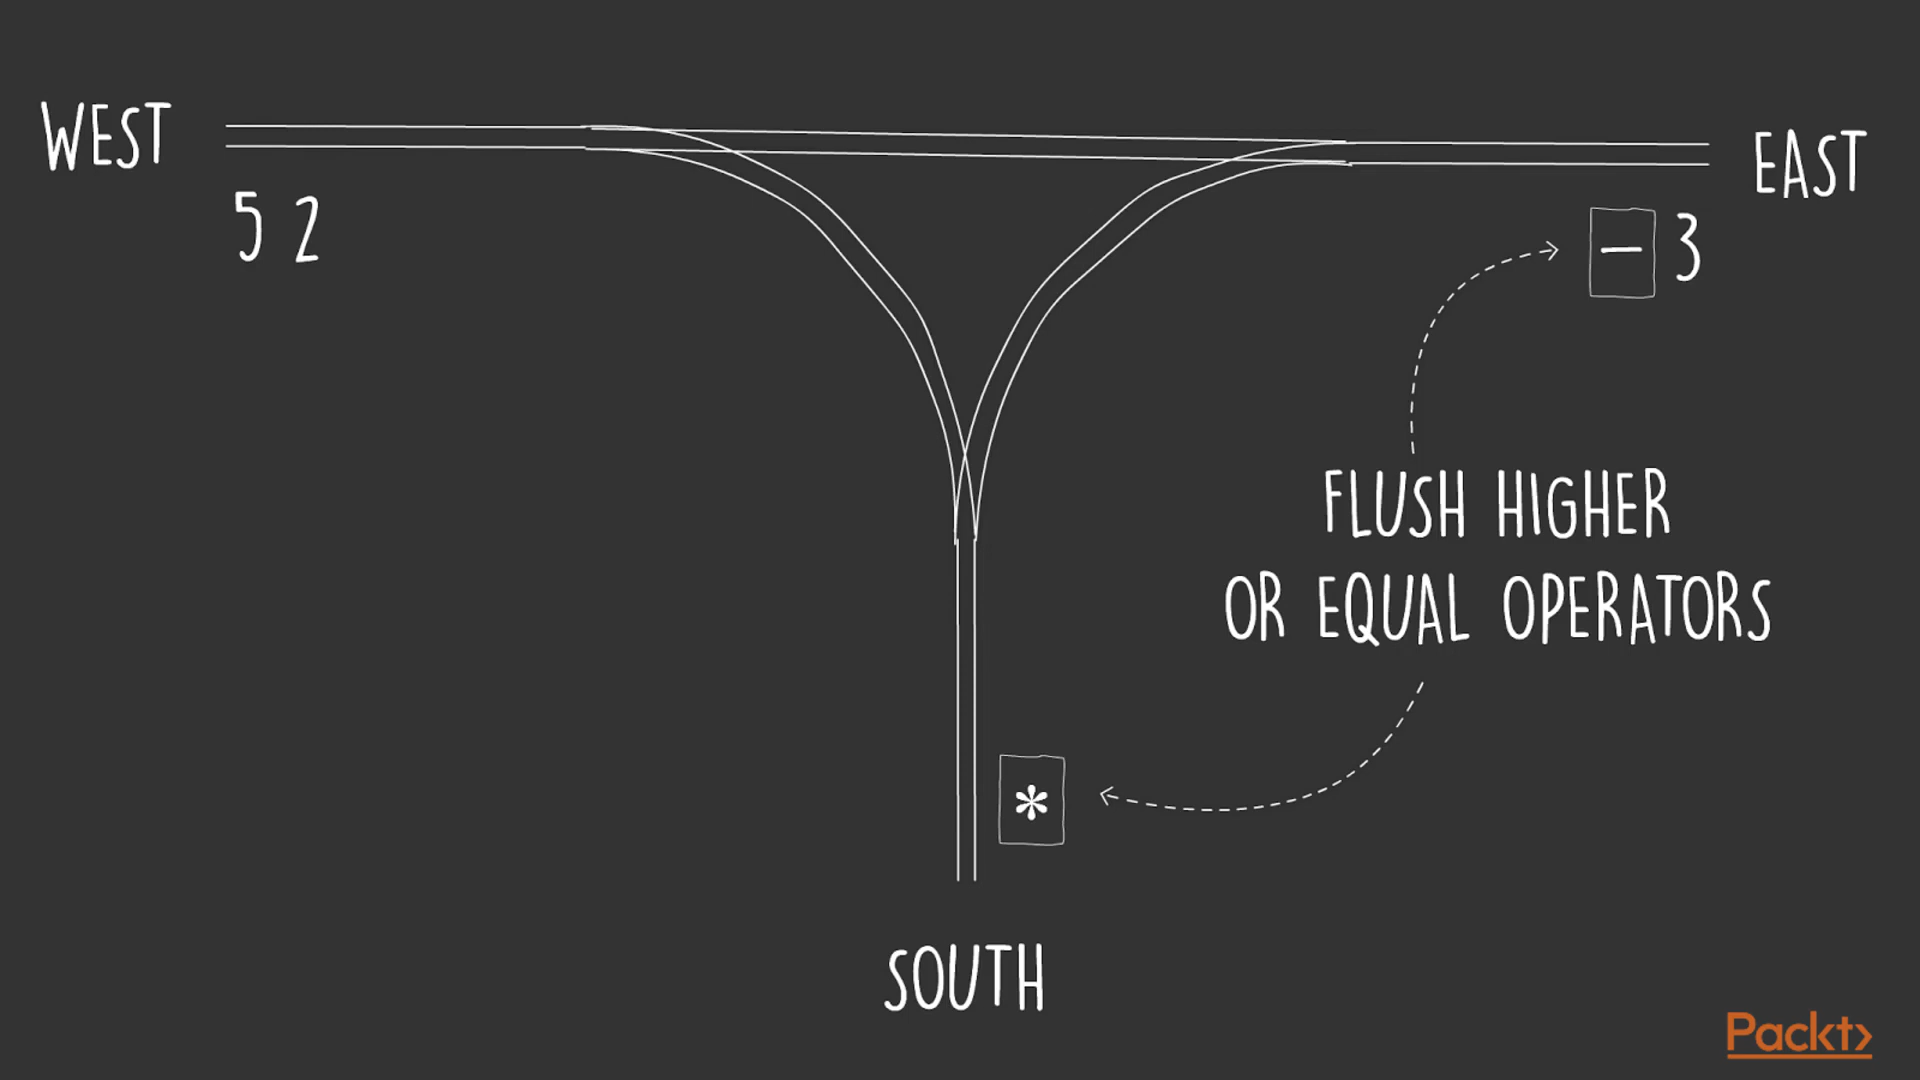 WEST
EAST
5 2
− 3
FLUSH HIGHER
OR EQUAL OPERATORS
*
SOUTH
Packt>